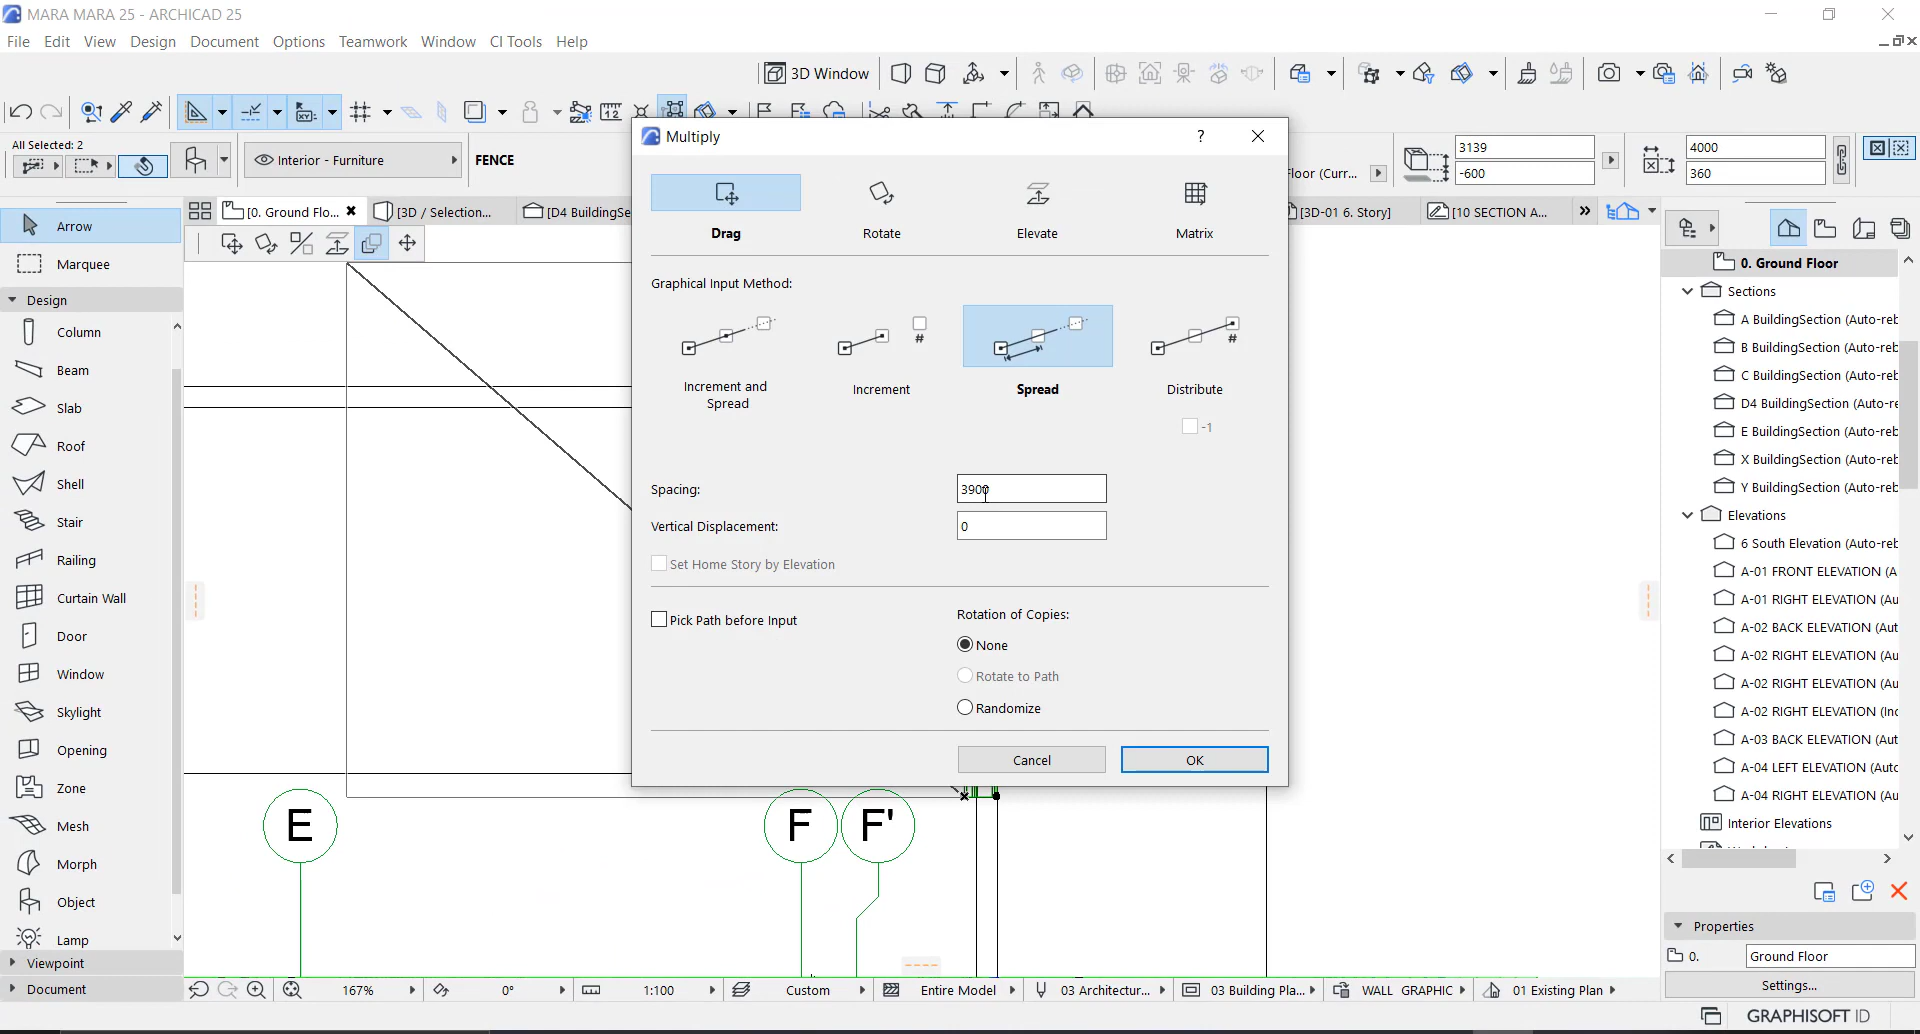 MARA MARA 25 - ARCHICAD 25
File Edit View Design Document Options Teamwork Window CI Tools Help
3D Window
All Selected: 2
Interior - Furniture
FENCE
Floor (Curr...
3139
-600
4000
360
[0. Ground Flo...
[3D / Selection...
[D4 BuildingSe
[3D-01 6. Story]
[10 SECTION A...
Arrow
Marquee
Design
Column
Beam
Slab
Roof
Shell
Stair
Railing
Curtain Wall
Door
Window
Skylight
Opening
Zone
Mesh
Morph
Object
Lamp
Viewpoint
Document
Multiply
?
Drag
Rotate
Elevate
Matrix
Graphical Input Method:
#
#
Increment and
Spread
Increment
Spread
Distribute
-1
Spacing:
3900
Vertical Displacement:
0
Set Home Story by Elevation
Pick Path before Input
Rotation of Copies:
None
Rotate to Path
Randomize
Cancel
OK
E
F
F'
0. Ground Floor
Sections
A BuildingSection (Auto-reb
B BuildingSection (Auto-reb
C BuildingSection (Auto-reb
D4 BuildingSection (Auto-re
E BuildingSection (Auto-reb
X BuildingSection (Auto-reb
Y BuildingSection (Auto-reb
Elevations
6 South Elevation (Auto-reb
A-01 FRONT ELEVATION (A
A-01 RIGHT ELEVATION (Au
A-02 BACK ELEVATION (Aut
A-02 RIGHT ELEVATION (Au
A-02 RIGHT ELEVATION (Au
A-02 RIGHT ELEVATION (Ind
A-03 BACK ELEVATION (Aut
A-04 LEFT ELEVATION (Auto
A-04 RIGHT ELEVATION (Au
Interior Elevations
Properties
0.
Ground Floor
Settings...
167%
0°
1:100
Custom
Entire Model
03 Architectur...
03 Building Pla...
WALL GRAPHIC
01 Existing Plan
GRAPHISOFT ID